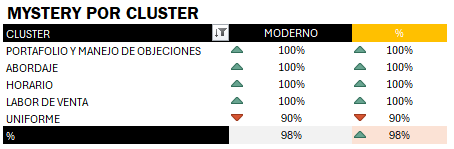 MYSTERY POR CLUSTER
CLUSTER MODERNO %
PORTAFOLIO Y MANEJO DE OBJECIONES 100% 100%
ABORDAJE 100% 100%
HORARIO 100% 100%
LABOR DE VENTA 100% 100%
UNIFORME 90% 90%
% 98% 98%